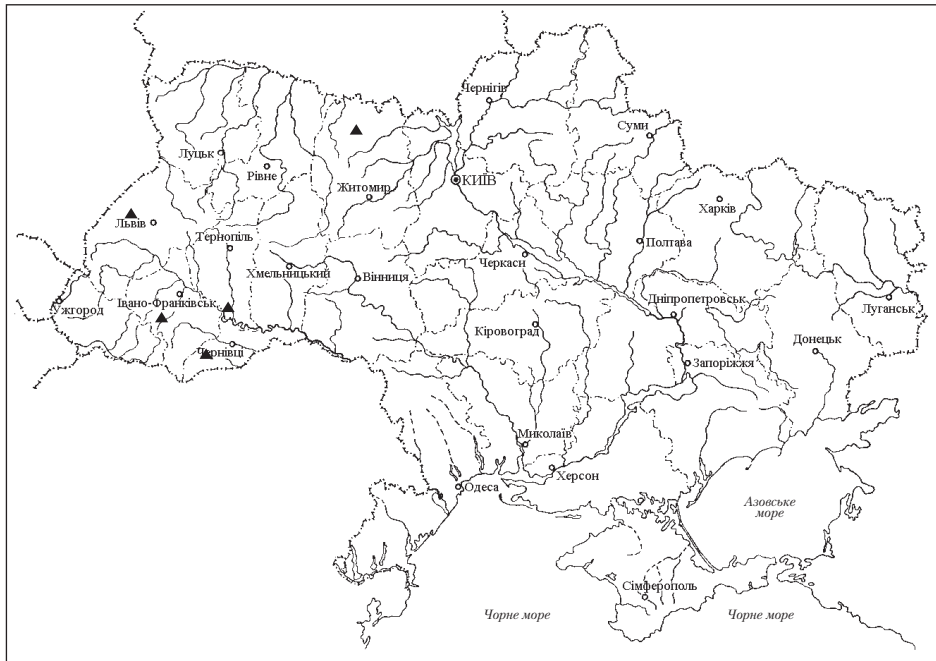 Чернігів
Суми
Луцьк
Рівне
КИЇВ
Житомир
Харків
Львів
Тернопіль
Полтава
Черкаси
Хмельницький
Вінниця
Ужгород
Івано-Франківськ
Дніпропетровськ
Луганськ
Кіровоград
Донецьк
Чернівці
Запоріжжя
Миколаїв
Херсон
Одеса
Азовське
море
Сімферополь
Чорне море
Чорне море